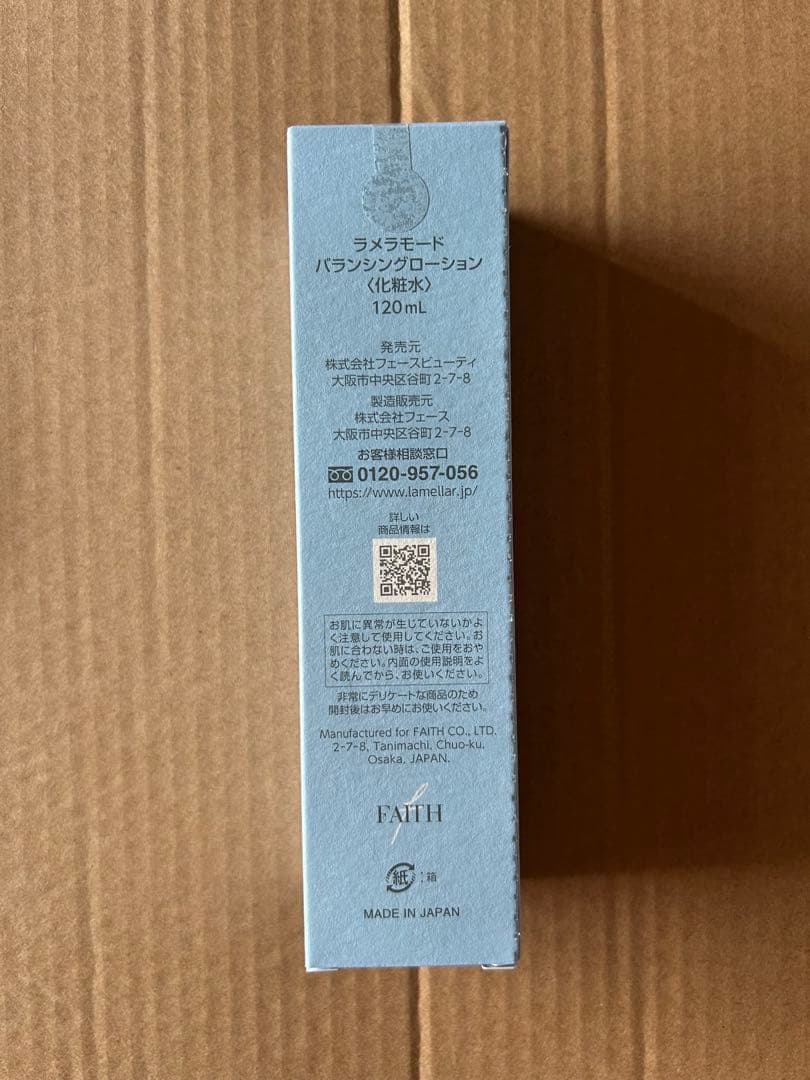 ラメラモード
バランシングローション
〈化粧水〉
120mL
発売元
株式会社フェースビューティ
大阪市中央区谷町2-7-8
製造販売元
株式会社フェース
大阪市中央区谷町2-7-8
お客様相談窓口
0120-957-056
https://www.lamellar.jp/
詳しい
商品情報は
お肌に異常が生じていないかよ
く注意して使用してください。お
肌に合わない時は、ご使用をおや
めください。内面の使用説明をよ
く読んでから、お使いください。
非常にデリケートな商品のため
開封後はお早めにお使いください。
Manufactured for FAITH CO., LTD.
2-7-8, Tanimachi, Chuo-ku,
Osaka, JAPAN.
FAITH
紙 : 箱
MADE IN JAPAN